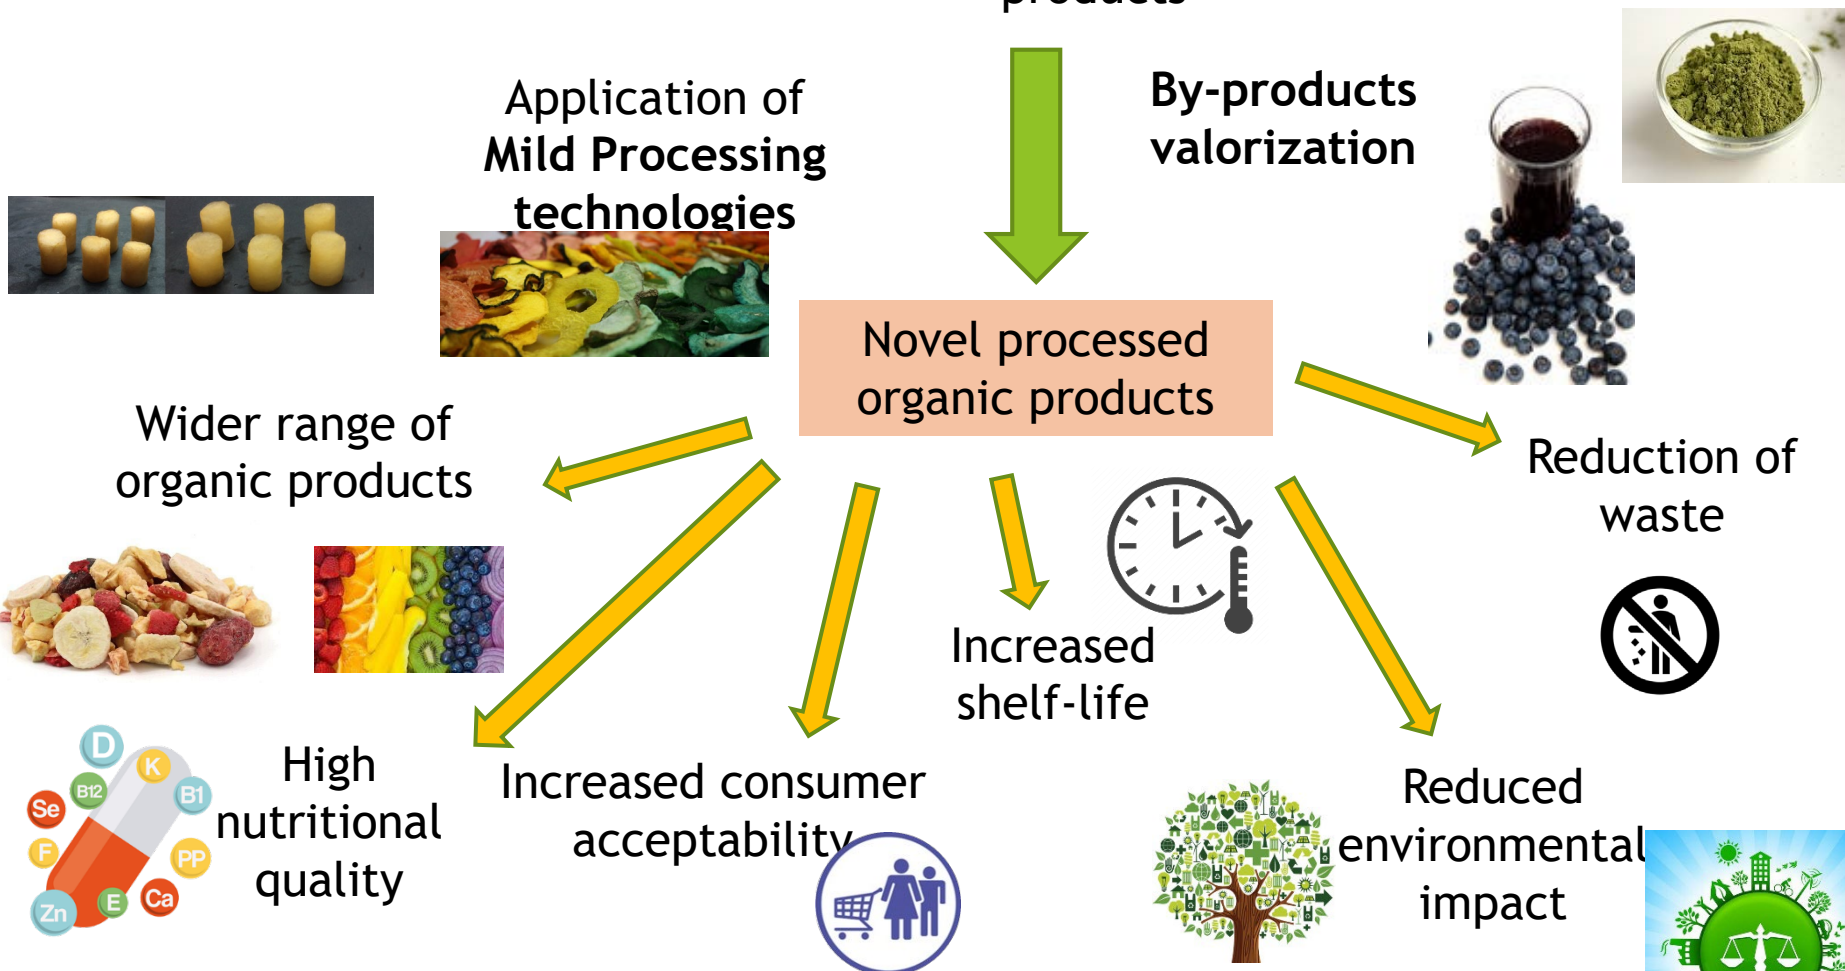 products
Application of
Mild Processing
technologies
By-products
valorization
Novel processed
organic products
Wider range of
organic products
Reduction of
waste
Increased
shelf-life
High
nutritional
quality
Increased consumer
acceptability
Reduced
environmental
impact
D
K
B12
B1
Se
F
PP
Zn
E
Ca